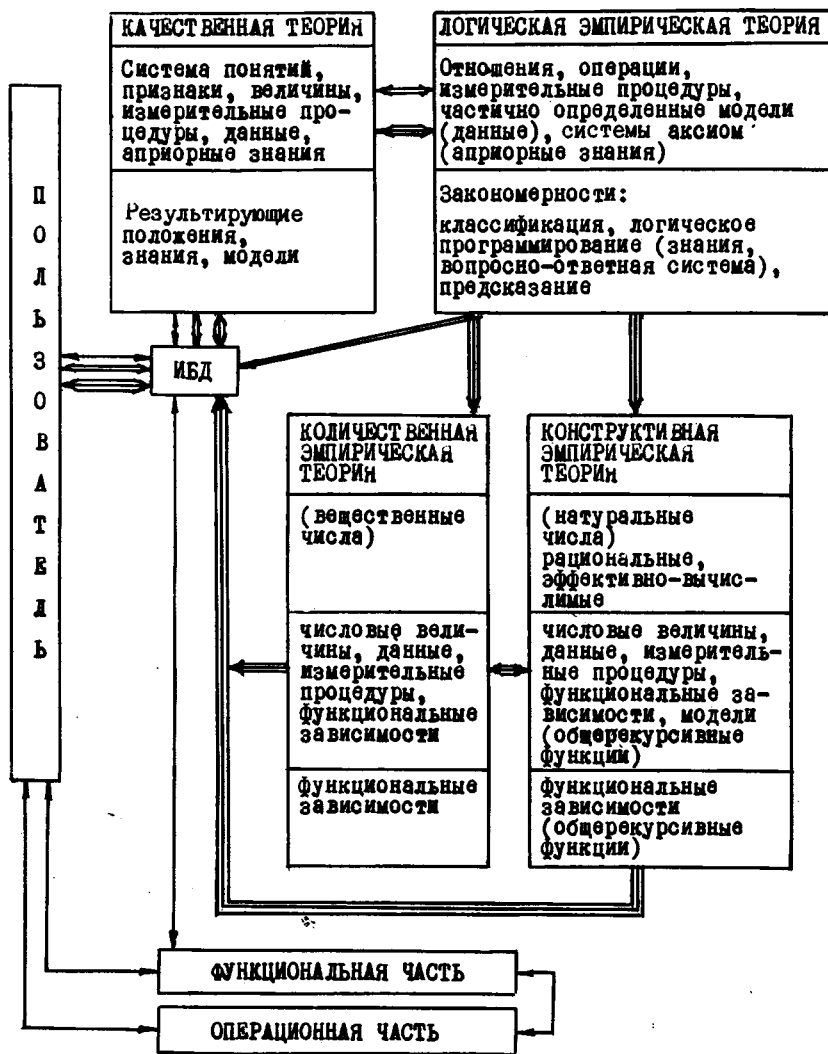 КАЧЕСТВЕННАЯ ТЕОРИЯ
Система понятий,
признаки, величины,
измерительные про-
цедуры, данные,
априорные знания
Результирующие
положения,
знания, модели
ЛОГИЧЕСКАЯ ЭМПИРИЧЕСКАЯ ТЕОРИЯ
Отношения, операции,
измерительные процедуры,
частично определенные модели
(данные), системы аксиом
(априорные знания)
Закономерности:
классификация, логическое
программирование (знания,
вопросно-ответная система),
предсказание
ПОЛЬЗОВАТЕЛЬ
ИБД
КОЛИЧЕСТВЕННАЯ
ЭМПИРИЧЕСКАЯ
ТЕОРИЯ
(вещественные
числа)
числовые вели-
чины, данные,
измерительные
процедуры,
функциональные
зависимости
функциональные
зависимости
КОНСТРУКТИВНАЯ
ЭМПИРИЧЕСКАЯ
ТЕОРИЯ
(натуральные
числа)
рациональные,
эффективно-вычис-
лимые
числовые величины,
данные, измеритель-
ные процедуры,
функциональные за-
висимости, модели
(общерекурсивные
функции)
функциональные
зависимости
(общерекурсивные
функции)
ФУНКЦИОНАЛЬНАЯ ЧАСТЬ
ОПЕРАЦИОННАЯ ЧАСТЬ